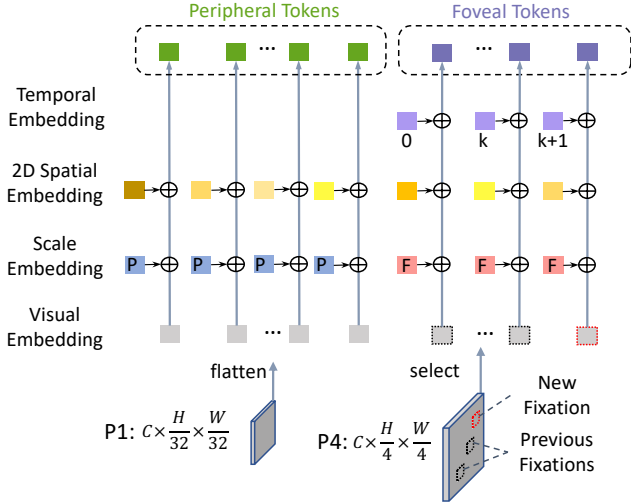 Peripheral Tokens
Foveal Tokens
... ...
Temporal
Embedding
0 k k+1
2D Spatial
Embedding
Scale
Embedding
P P P P F F F
Visual
Embedding
... ...
flatten
select
New
Fixation
P1: C × H/32 × W/32
P4: C × H/4 × W/4
Previous
Fixations